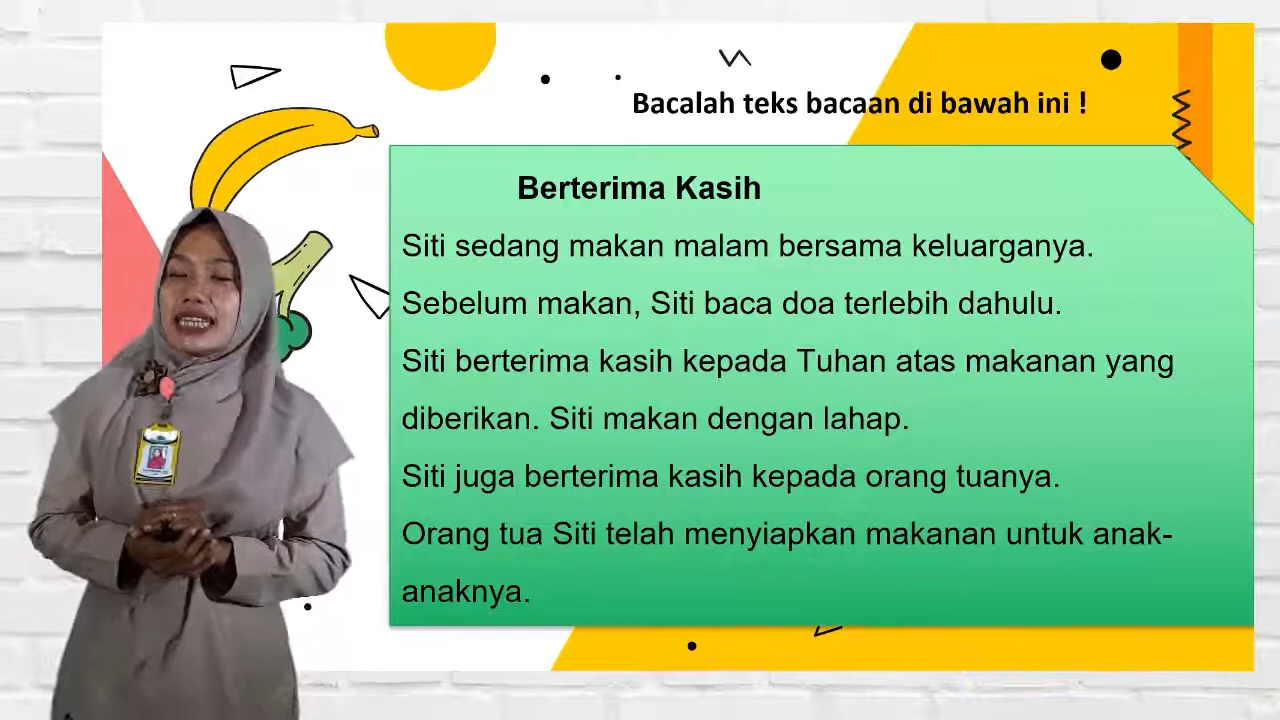 Bacalah teks bacaan di bawah ini !
Berterima Kasih
Siti sedang makan malam bersama keluarganya.
Sebelum makan, Siti baca doa terlebih dahulu.
Siti berterima kasih kepada Tuhan atas makanan yang
diberikan. Siti makan dengan lahap.
Siti juga berterima kasih kepada orang tuanya.
Orang tua Siti telah menyiapkan makanan untuk anak-
anaknya.